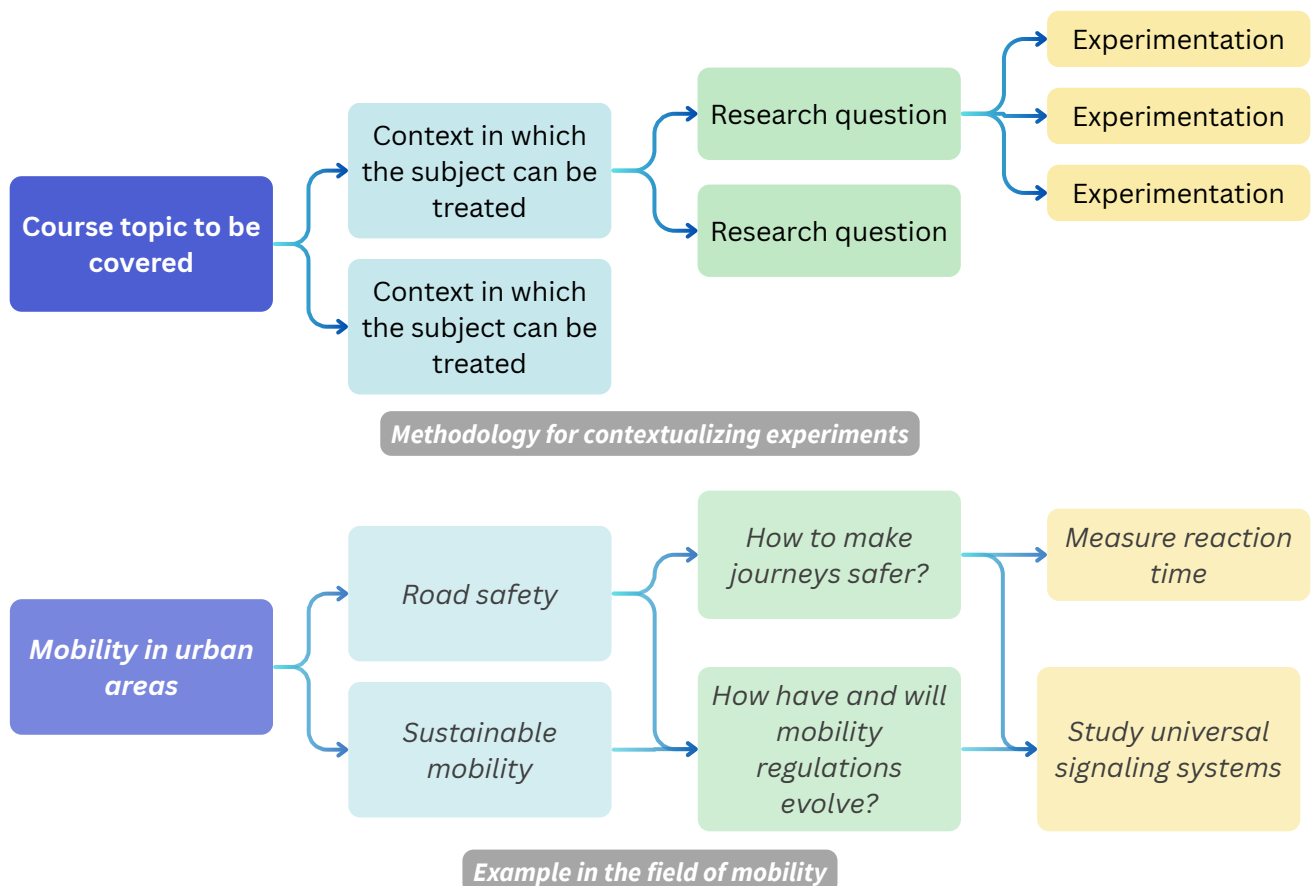 Course topic to be
covered
Context in which
the subject can be
treated
Context in which
the subject can be
treated
Research question
Research question
Experimentation
Experimentation
Experimentation
Methodology for contextualizing experiments
Mobility in urban
areas
Road safety
Sustainable
mobility
How to make
journeys safer?
How have and will
mobility
regulations
evolve?
Measure reaction
time
Study universal
signaling systems
Example in the field of mobility